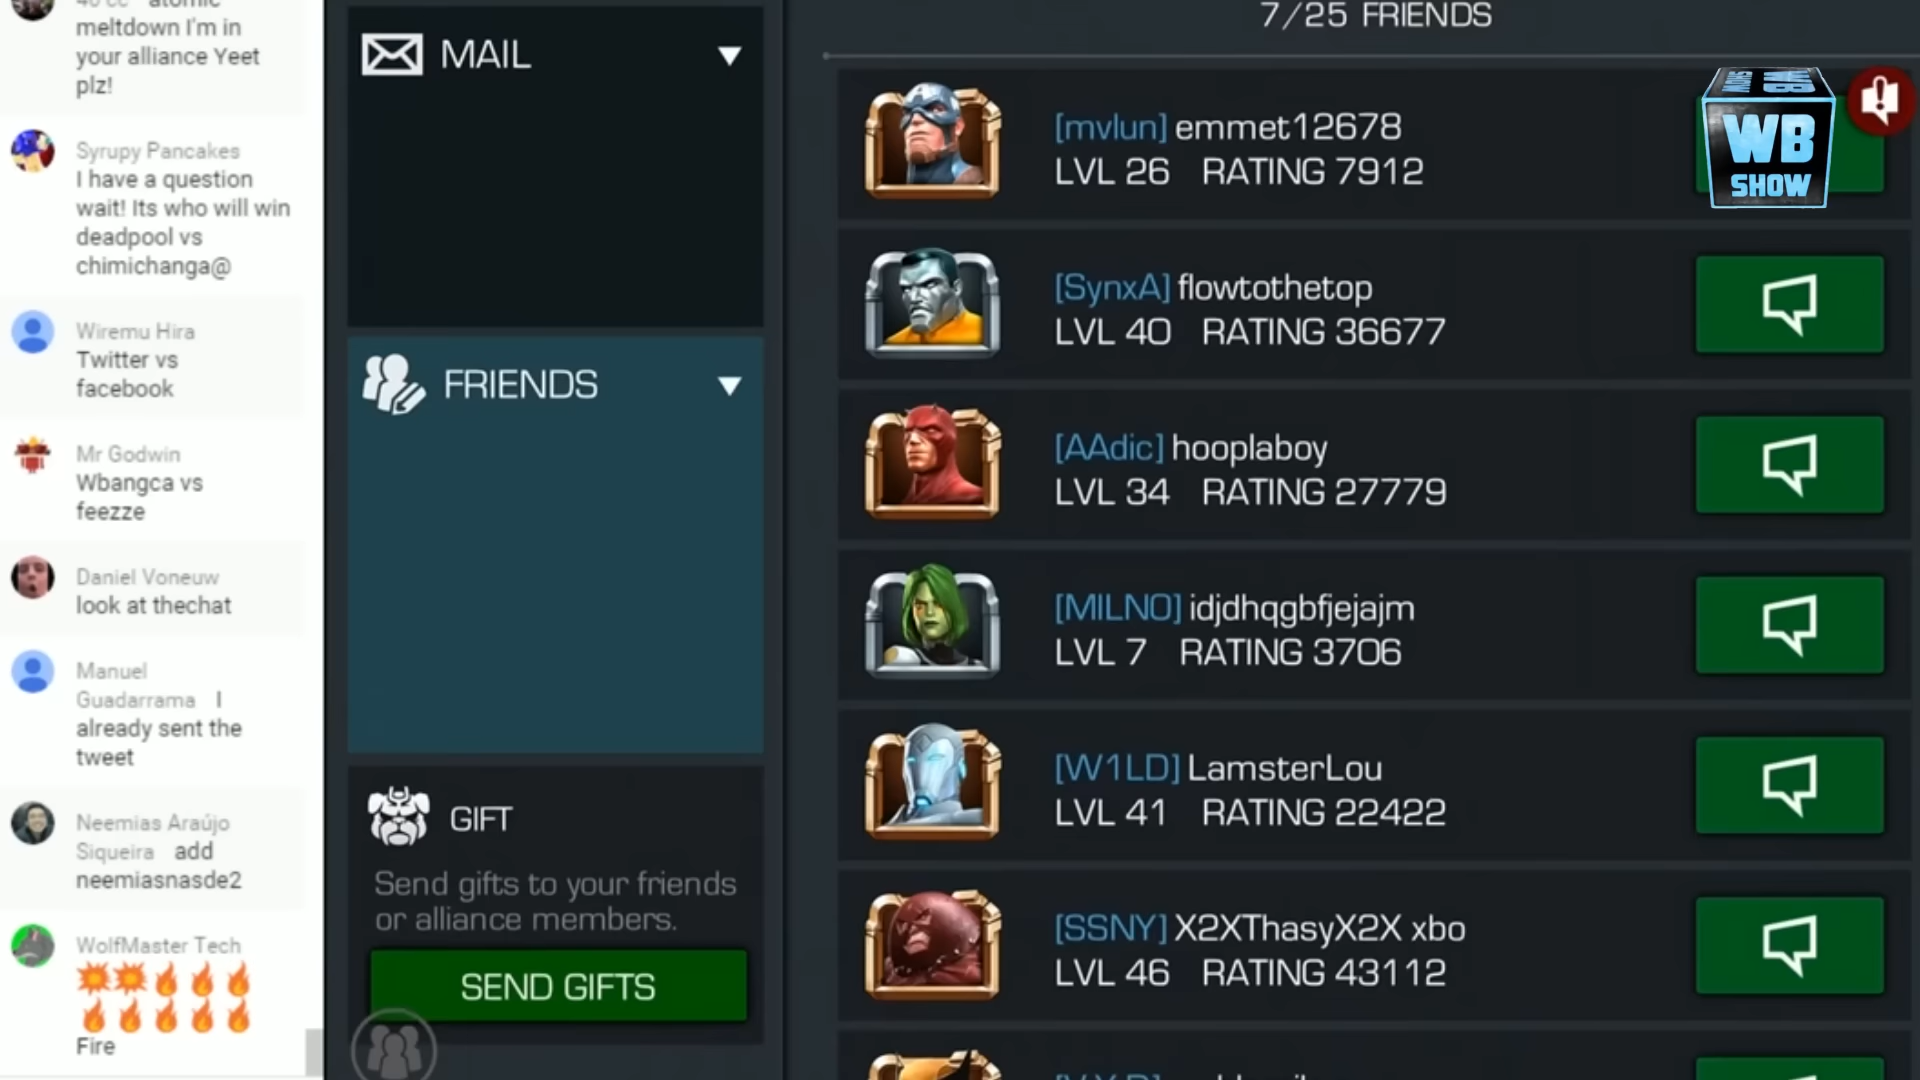 meltdown I'm in
your alliance Yeet
plz!
Syrupy Pancakes
I have a question
wait! Its who will win
deadpool vs
chimichanga@
Wiremu Hira
Twitter vs
facebook
Mr Godwin
Wbangca vs
feezze
Daniel Voneuw
look at thechat
Manuel
Guadarrama I
already sent the
tweet
Neemias Araújo
Siqueira add
neemiasnasde2
WolfMaster Tech
Fire
MAIL
FRIENDS
GIFT
Send gifts to your friends
or alliance members.
SEND GIFTS
7/25 FRIENDS
[mvlun] emmet12678
LVL 26 RATING 7912
[SynxA] flowtothetop
LVL 40 RATING 36677
[AAdic] hooplaboy
LVL 34 RATING 27779
[MILNO] idjdhqgbfjejajm
LVL 7 RATING 3706
[W1LD] LamsterLou
LVL 41 RATING 22422
[SSNY] X2XThasyX2X xbo
LVL 46 RATING 43112
WB
SHOW